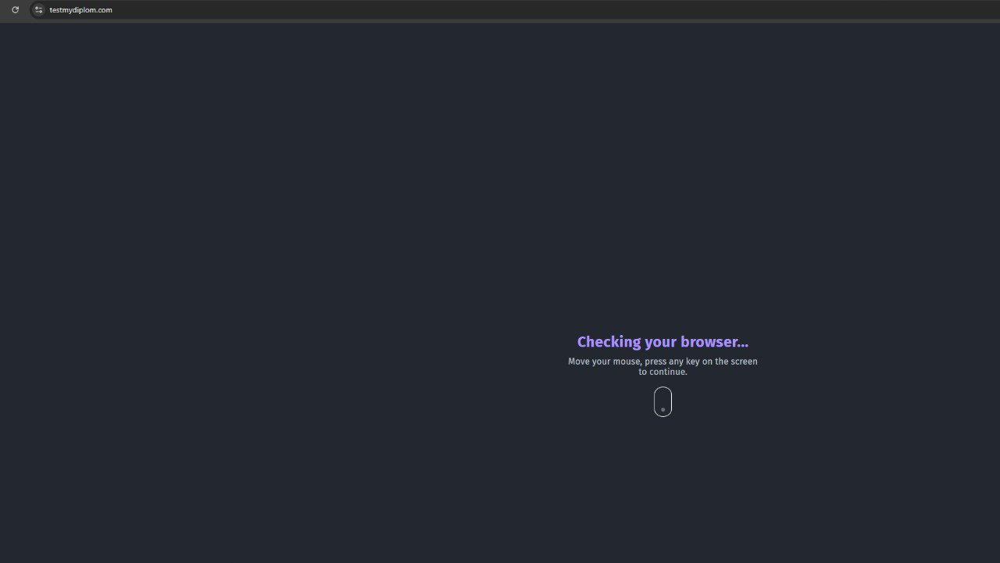 testmydiplom.com
Checking your browser...
Move your mouse, press any key on the screen
to continue.